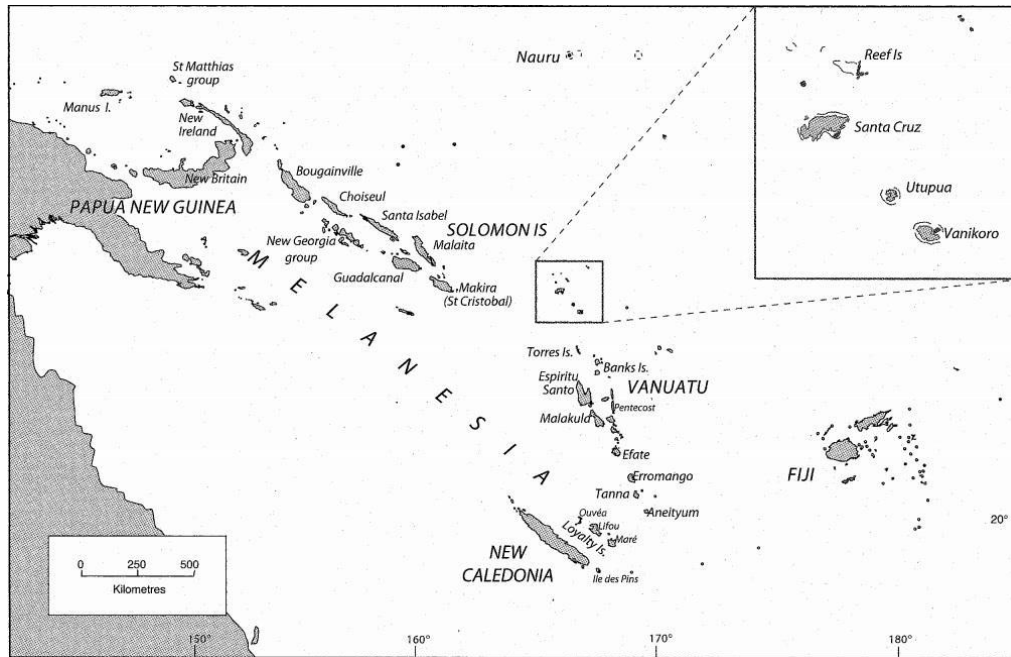 Nauru
Reef Is
St Matthias
group
Manus I.
New
Ireland
Santa Cruz
New Britain
Bougainville
PAPUA NEW GUINEA
Choiseul
Utupua
Santa Isabel
SOLOMON IS
New Georgia
group
Malaita
Vanikoro
Guadalcanal
Makira
(St Cristobal)
MELANESIA
Torres Is.
Banks Is.
Espiritu
Santo
VANUATU
Pentecost
Malakula
Efate
FIJI
Erromango
Tanna
Aneityum
Ouvéa
Lifou
Loyalty Is.
Maré
20°
NEW
CALEDONIA
Ile des Pins
0 250 500
Kilometres
150° 160° 170° 180°